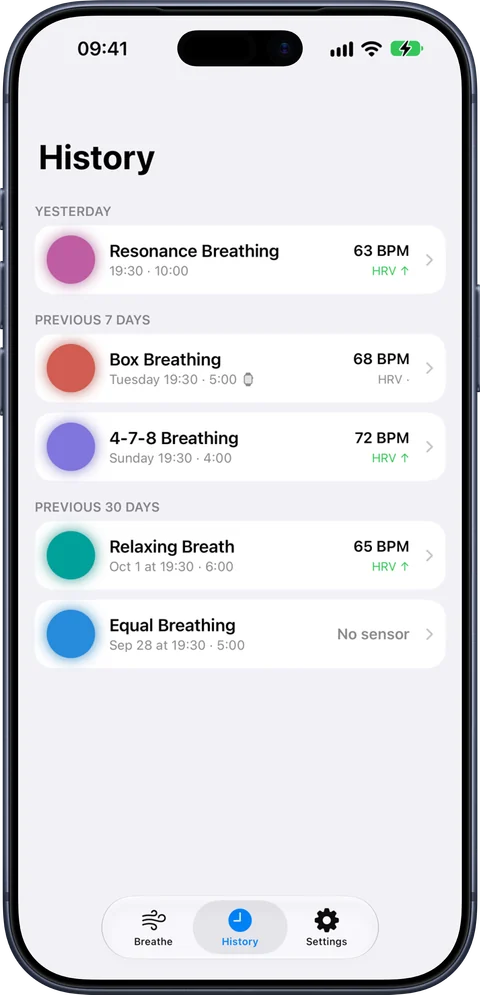 09:41
History
YESTERDAY
Resonance Breathing
63 BPM
19:30 · 10:00
HRV ↑
PREVIOUS 7 DAYS
Box Breathing
68 BPM
Tuesday 19:30 · 5:00
HRV ·
4-7-8 Breathing
72 BPM
Sunday 19:30 · 4:00
HRV ↑
PREVIOUS 30 DAYS
Relaxing Breath
65 BPM
Oct 1 at 19:30 · 6:00
HRV ↑
Equal Breathing
No sensor
Sep 28 at 19:30 · 5:00
Breathe
History
Settings